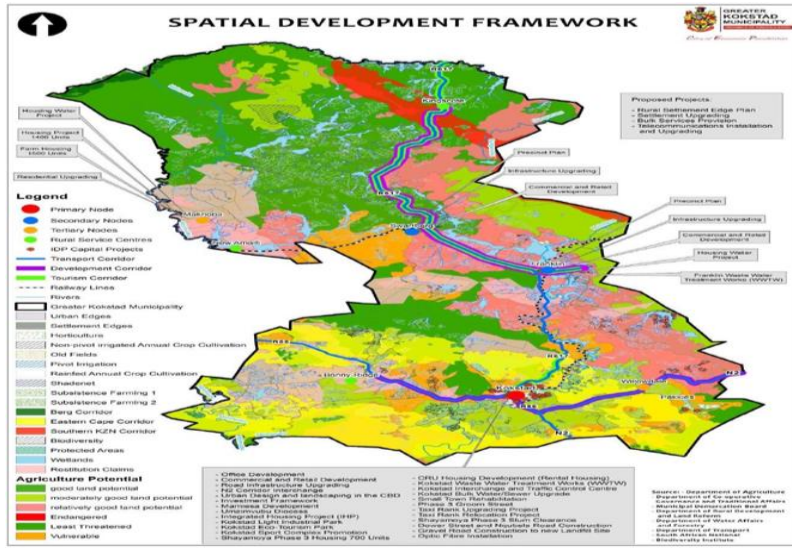 SPATIAL DEVELOPMENT FRAMEWORK
GREATER
KOKSTAD
MUNICIPALITY
Proposed Projects:
- Rural Settlement Edge Plan
- Settlement Upgrading
- Bulk Services Provision
- Telecommunications Installation
and Upgrading
Housing Water
Project
Housing Project
1400 Units
Farm Housing
1500 Units
Residential Upgrading
R617
Kingscote
Precinct Plan
Infrastructure Upgrading
Commercial and Retail
Development
R617
Swartberg
Precinct Plan
Infrastructure Upgrading
Commercial and Retail
Development
Housing Water
Project
Franklin Waste Water
Treatment Works (WWTW)
Franklin
R617
Bonny Ridge
Kokstad
N2
N2
Legend
Primary Node
Secondary Nodes
Tertiary Nodes
Rural Service Centres
IDP Capital Projects
Transport Corridor
Development Corridor
Tourism Corridor
Railway Lines
Rivers
Greater Kokstad Municipality
Urban Edges
Settlement Edges
Horticulture
Non-pivot irrigated Annual Crop Cultivation
Old Fields
Pivot Irrigation
Rainfed Annual Crop Cultivation
Shadenet
Subsistence Farming 1
Subsistence Farming 2
Berg Corridor
Eastern Cape Corridor
Southern KZN Corridor
Biodiversity
Protected Areas
Wetlands
Restitution Claims
Agriculture Potential
good land potential
moderately good land potential
relatively good land potential
Endangered
Least Threatened
Vulnerable
- Office Development
- Commercial and Retail Development
- Road Infrastructure Upgrading
- N2 Corridor Interchange
- Urban Design and landscaping in the CBD
- Investment Framework
- Integrated Housing Project (IHP)
- Kokstad Light Industrial Park
- Kokstad Eco-Tourism Park
- Kokstad Sport Complex Promotion
- Shayamoya Phase 3 Housing 700 Units
- CRU Housing Development (Rental Housing)
- Kokstad Waste Water Treatment Works (WWTW)
- Kokstad Interchange and Traffic Control Centre
- Kokstad Bulk Water/Sewer Upgrade
- Small Town Rehabilitation
- Phase 3 Groom Street
- Taxi Rank Upgrading Project
- Taxi Rank Relocation Project
- Shayamoya Phase 3 Slum Clearance
- Gravel Road Construction to new Landfill Site
- Optic Fibre Installation
Source: - Department of Agriculture
- Municipal Demarcation Board
- Department of Rural Development
and Land Reform
- Department of Water Affairs
and Forestry
- Department of Transport
- South African National
Biodiversity Institute